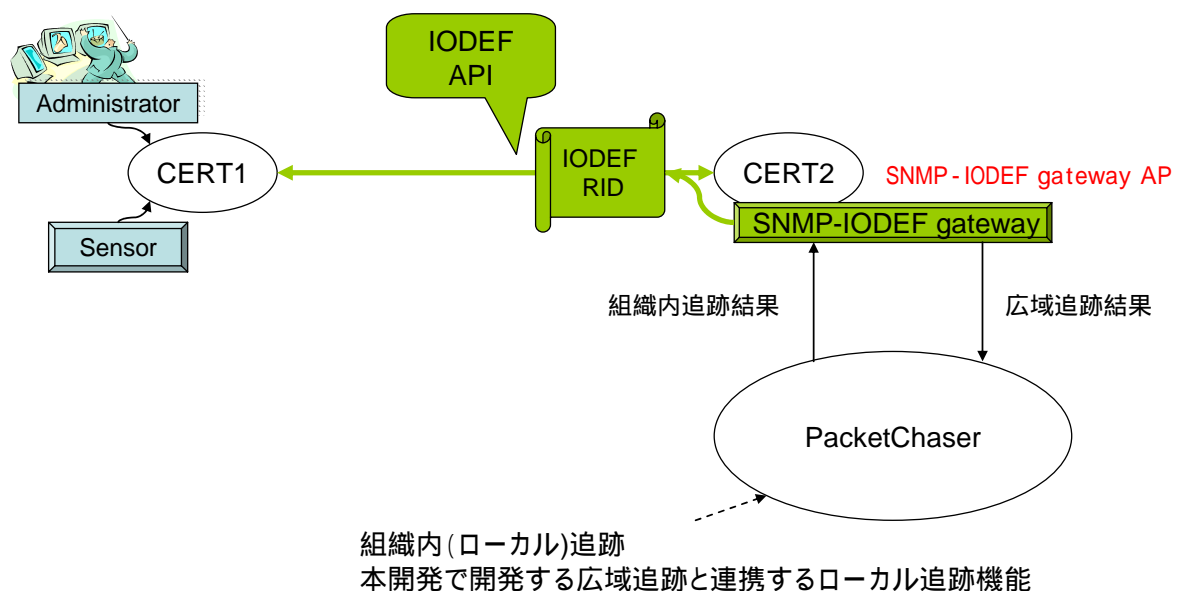 IODEF
API
Administrator
CERT1
IODEF
RID
CERT2
SNMP-IODEF gateway AP
SNMP-IODEF gateway
Sensor
組織内追跡結果
広域追跡結果
PacketChaser
組織内(ローカル)追跡
本開発で開発する広域追跡と連携するローカル追跡機能